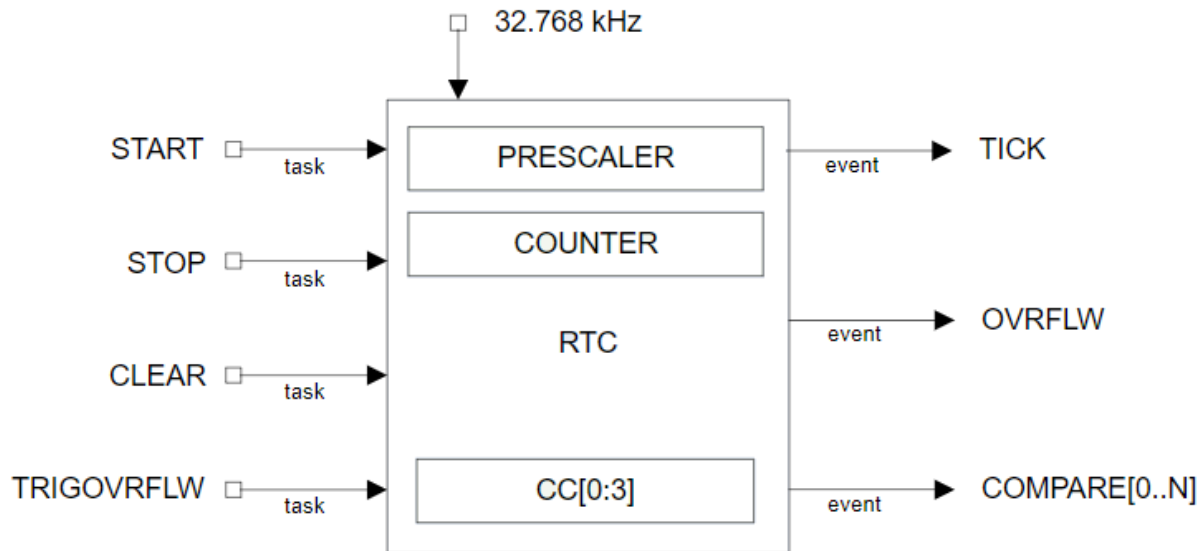 32.768 kHz
START
task
PRESCALER
event
TICK
STOP
task
COUNTER
RTC
event
OVRFLW
CLEAR
task
TRIGOVRFLW
task
CC[0:3]
event
COMPARE[0..N]